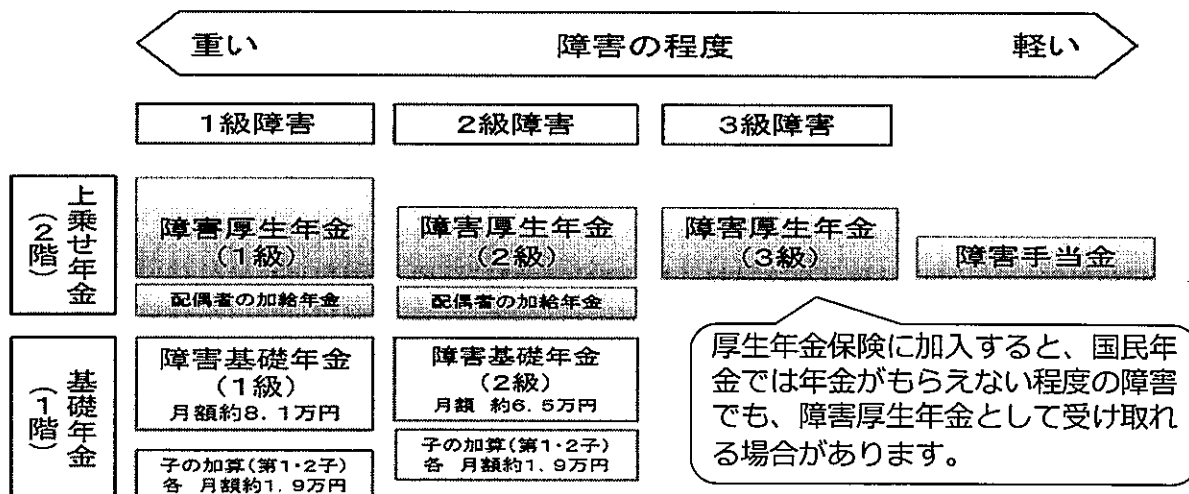 重い 障害の程度 軽い
1級障害 2級障害 3級障害
上乗せ年金
（2階）
障害厚生年金
（1級）
配偶者の加給年金
障害厚生年金
（2級）
配偶者の加給年金
障害厚生年金
（3級）
障害手当金
基礎年金
（1階）
障害基礎年金
（1級）
月額約8．1万円
子の加算（第1・2子）
各　月額約1．9万円
障害基礎年金
（2級）
月額　約6．5万円
子の加算（第1・2子）
各　月額約1．9万円
厚生年金保険に加入すると、国民年
金では年金がもらえない程度の障害
でも、障害厚生年金として受け取れ
る場合があります。